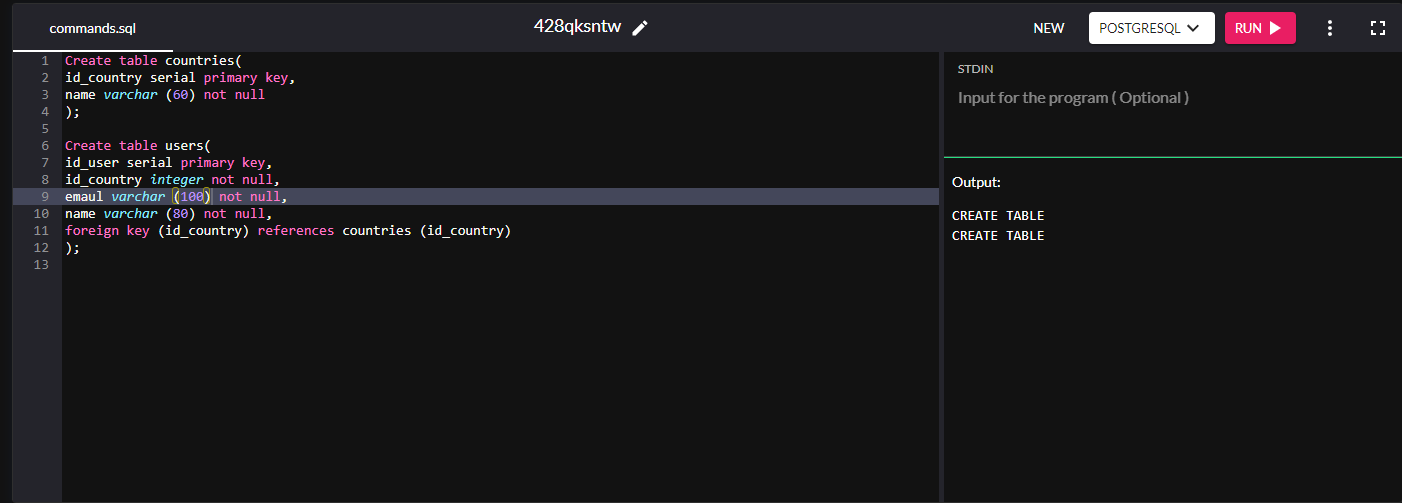 commands.sql
428qksntw
NEW
POSTGRESQL
RUN
1 Create table countries(
2 id_country serial primary key,
3 name varchar (60) not null
4 );
5
6 Create table users(
7 id_user serial primary key,
8 id_country integer not null,
9 emaul varchar (100) not null,
10 name varchar (80) not null,
11 foreign key (id_country) references countries (id_country)
12 );
13
STDIN
Input for the program ( Optional )
Output:
CREATE TABLE
CREATE TABLE